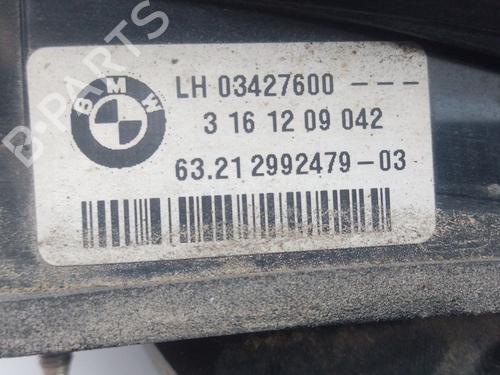 BMW
LH 03427600 ---
3 16 12 09 042
63.21 2992479-03
B-PARTS